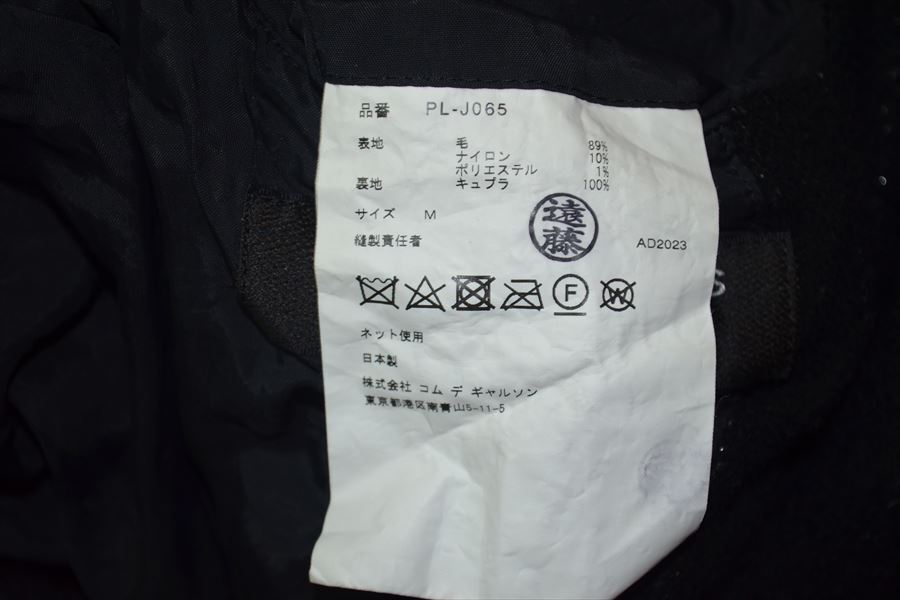 品番 PL-J065
表地 毛 89%
ナイロン 10%
ポリエステル 1%
裏地 キュプラ 100%
サイズ M
縫製責任者 遠藤 AD2023
F W
ネット使用
日本製
株式会社 コム デ ギャルソン
東京都港区南青山5-11-5
S